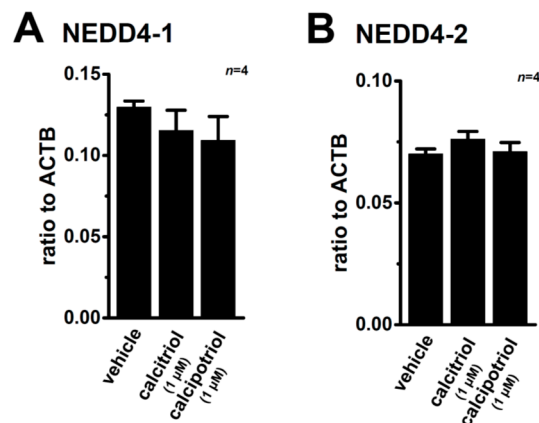 A NEDD4-1
n=4
ratio to ACTB
0.15
0.10
0.05
0.00
vehicle
calcitriol
(1 µM)
calcipotriol
(1 µM)
B NEDD4-2
n=4
ratio to ACTB
0.10
0.05
0.00
vehicle
calcitriol
(1 µM)
calcipotriol
(1 µM)